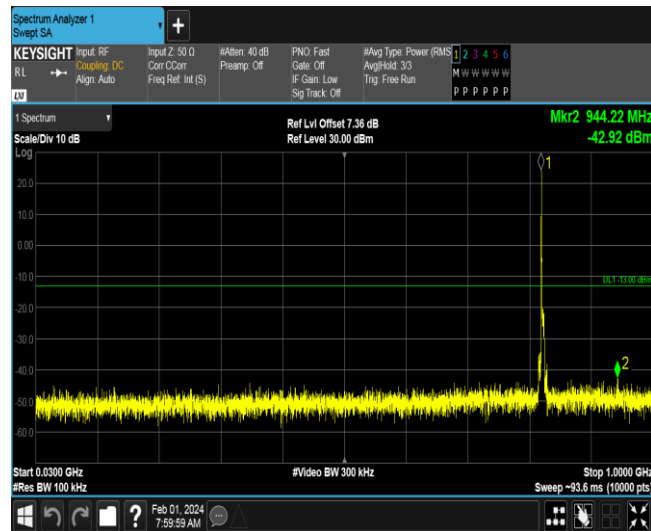 Spectrum Analyzer 1
Swept SA
+
KEYSIGHT
RL
LXI
Input: RF
Coupling: DC
Align: Auto
Input Z: 50 Ω
Corr CCorr
Freq Ref: Int (S)
#Atten: 40 dB
Preamp: Off
PNO: Fast
Gate: Off
IF Gain: Low
Sig Track: Off
#Avg Type: Power (RMS
Avg|Hold: 3/3
Trig: Free Run
1 2 3 4 5 6
M W W W W W
P P P P P P
1 Spectrum
Scale/Div 10 dB
Log
Ref Lvl Offset 7.36 dB
Ref Level 30.00 dBm
Mkr2 944.22 MHz
-42.92 dBm
1
20.0
10.0
0.00
-10.0
DL1 -13.00 dBm
-20.0
-30.0
2
-40.0
-50.0
-60.0
Start 0.0300 GHz
#Res BW 100 kHz
#Video BW 300 kHz
Stop 1.0000 GHz
Sweep ~93.6 ms (10000 pts)
?
Feb 01, 2024
7:59:59 AM